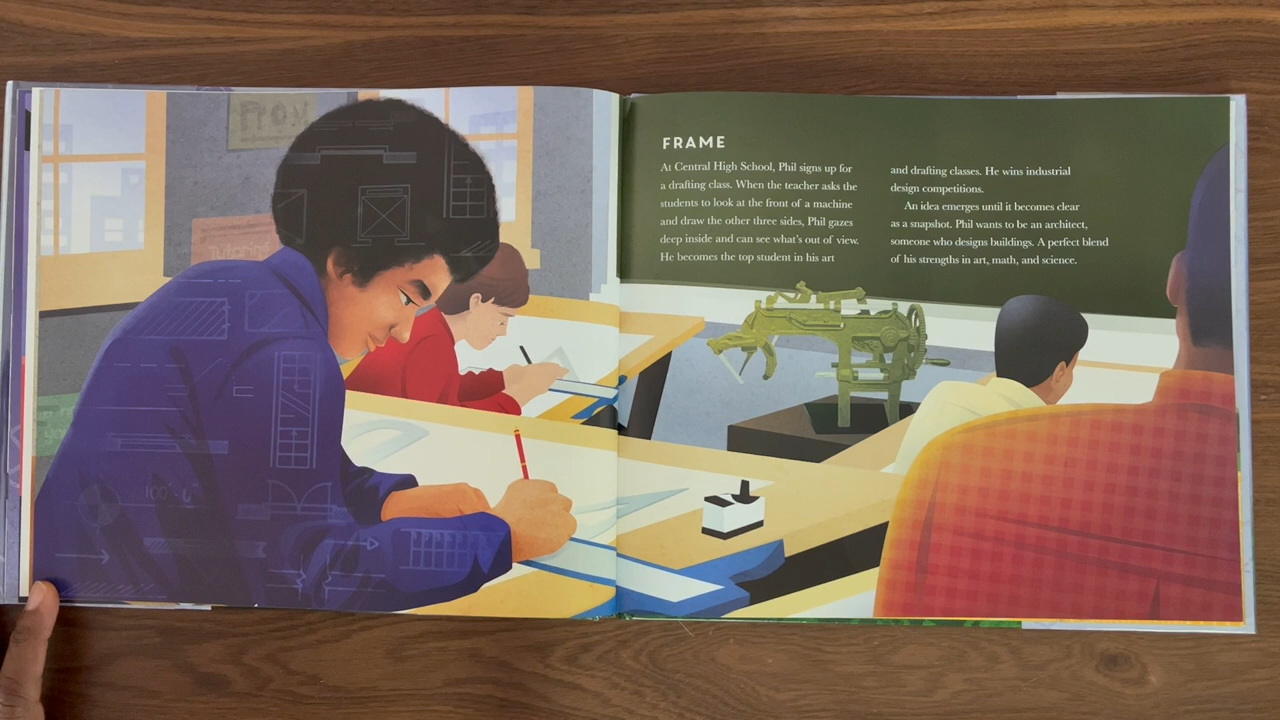 From
Tutoring
100'-0"
FRAME
At Central High School, Phil signs up for
a drafting class. When the teacher asks the
students to look at the front of a machine
and draw the other three sides, Phil gazes
deep inside and can see what's out of view.
He becomes the top student in his art
and drafting classes. He wins industrial
design competitions.
An idea emerges until it becomes clear
as a snapshot. Phil wants to be an architect,
someone who designs buildings. A perfect blend
of his strengths in art, math, and science.